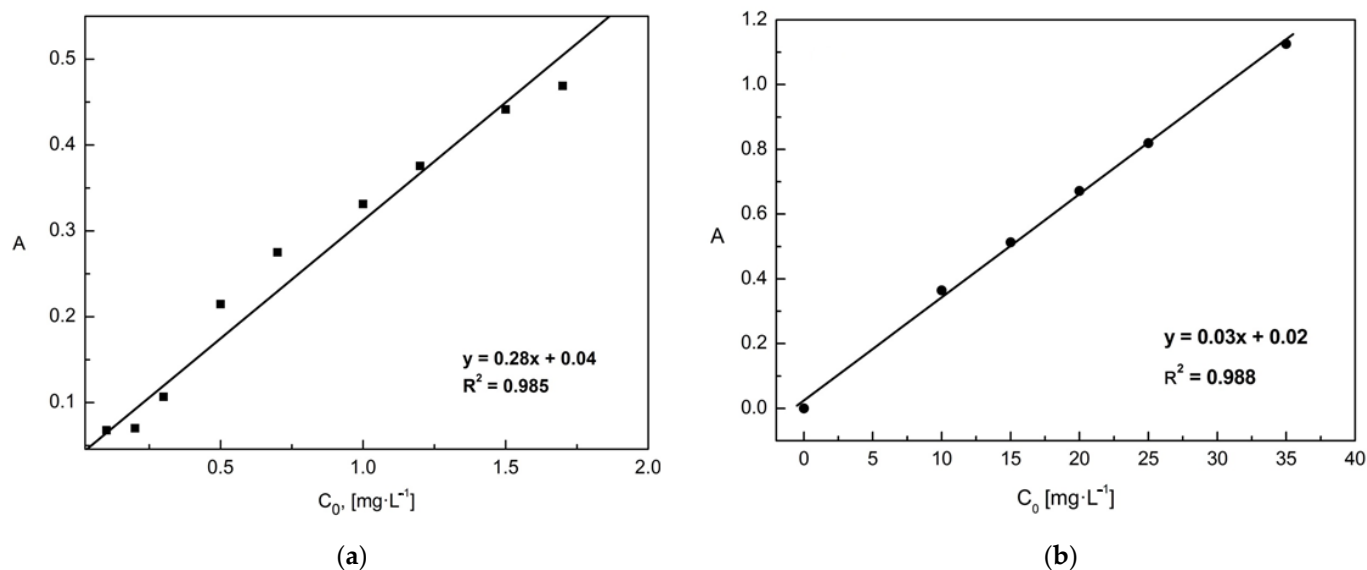 0.5
0.4
0.3
0.2
0.1
A
y = 0.28x + 0.04
R² = 0.985
0.5 1.0 1.5 2.0
C₀, [mg·L⁻¹]
(a)
1.2
1.0
0.8
0.6
0.4
0.2
0.0
A
y = 0.03x + 0.02
R² = 0.988
0 5 10 15 20 25 30 35 40
C₀ [mg·L⁻¹]
(b)